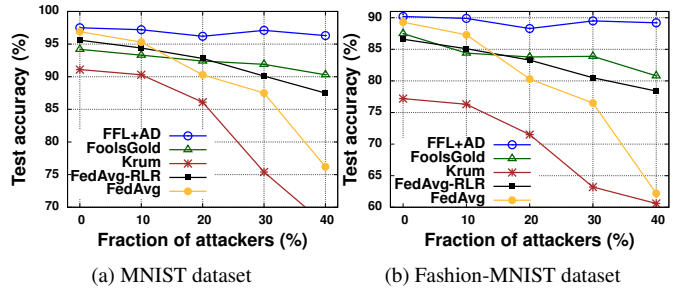 Test accuracy (%)
100
95
90
85
80
75
70
FFL+AD
FoolsGold
Krum
FedAvg-RLR
FedAvg
0 10 20 30 40
Fraction of attackers (%)
(a) MNIST dataset
Test accuracy (%)
90
85
80
75
70
65
60
FFL+AD
FoolsGold
Krum
FedAvg-RLR
FedAvg
0 10 20 30 40
Fraction of attackers (%)
(b) Fashion-MNIST dataset